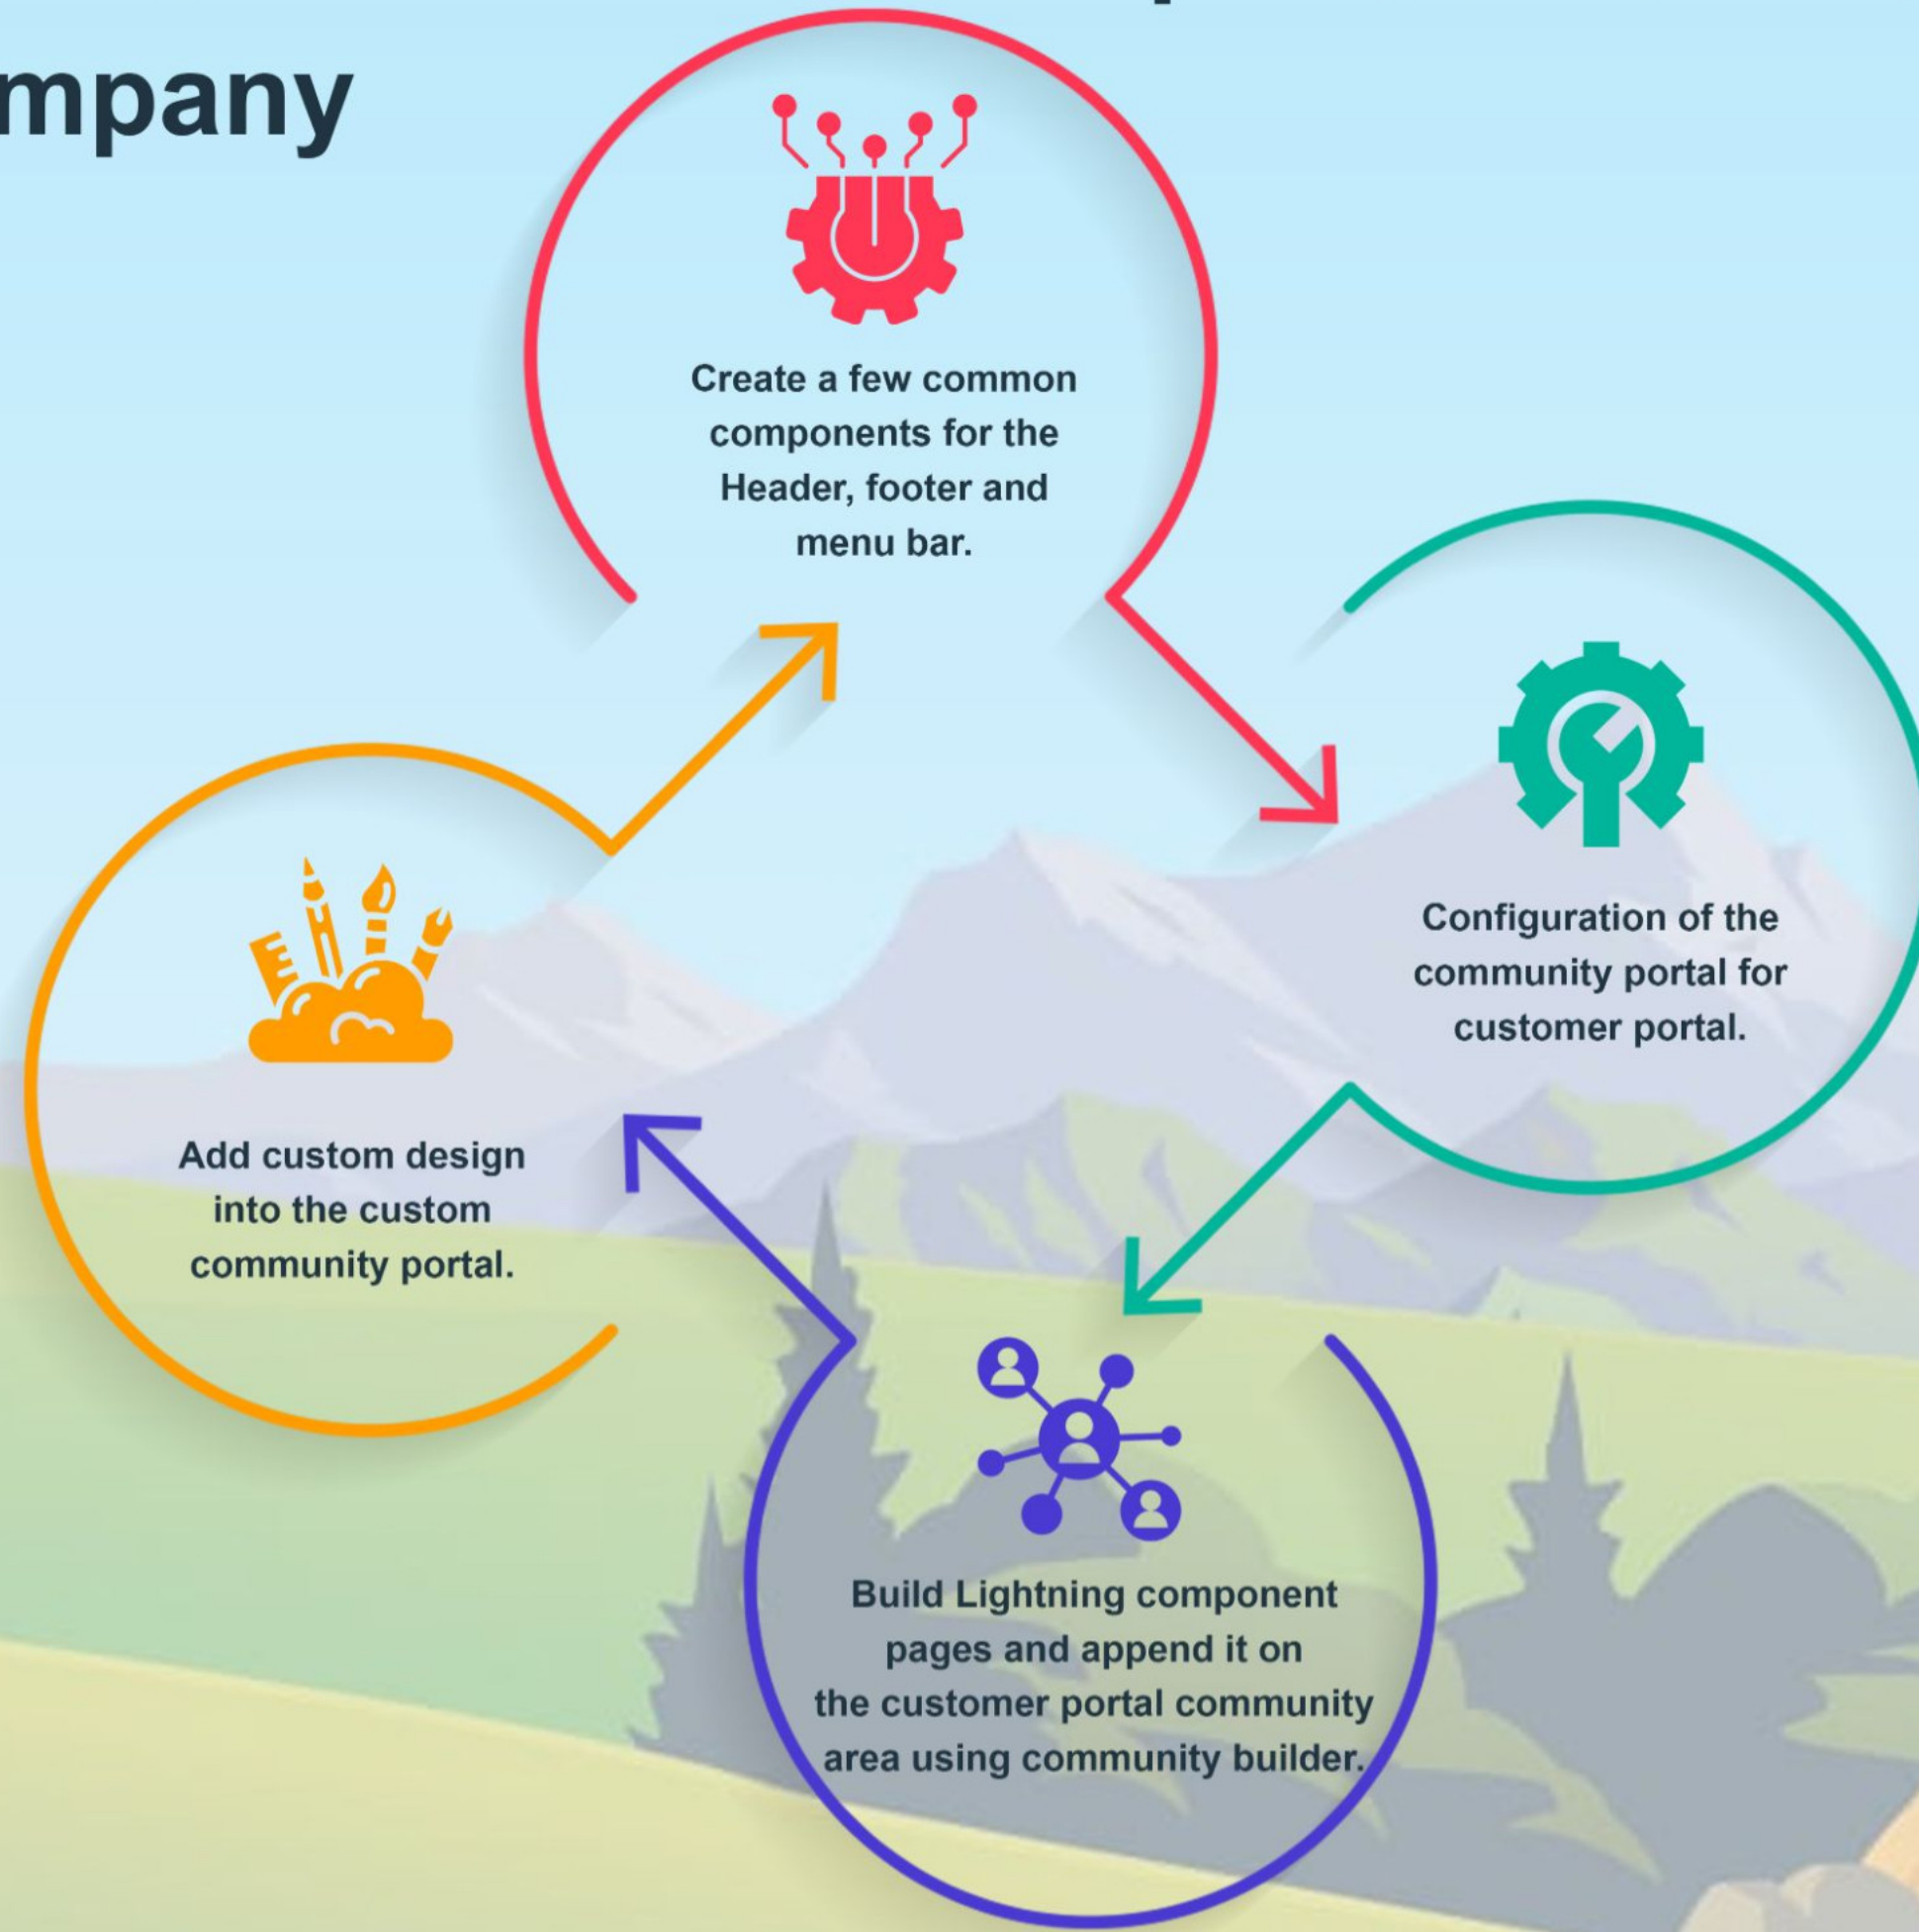 mpany
Create a few common
components for the
Header, footer and
menu bar.
Configuration of the
community portal for
customer portal.
Add custom design
into the custom
community portal.
Build Lightning component
pages and append it on
the customer portal community
area using community builder.